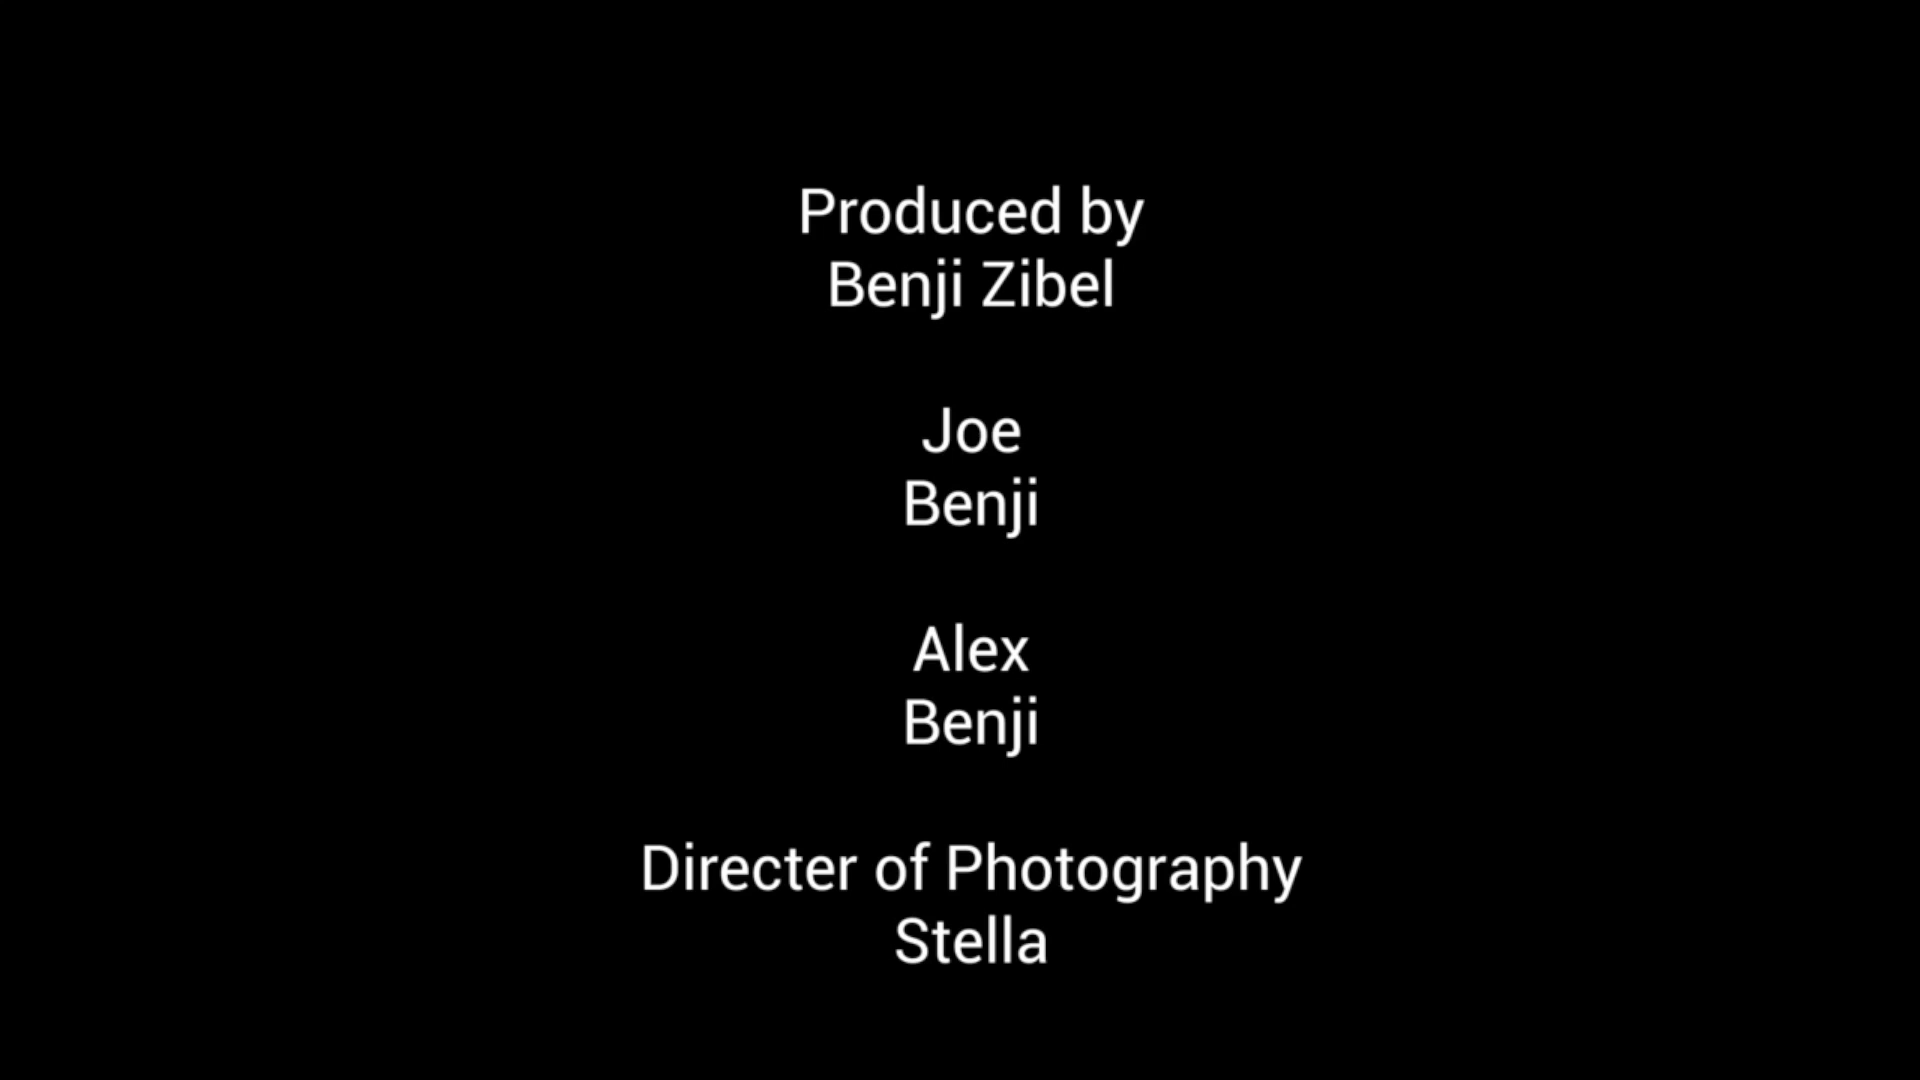 Produced by
Benji Zibel
Joe
Benji
Alex
Benji
Directer of Photography
Stella